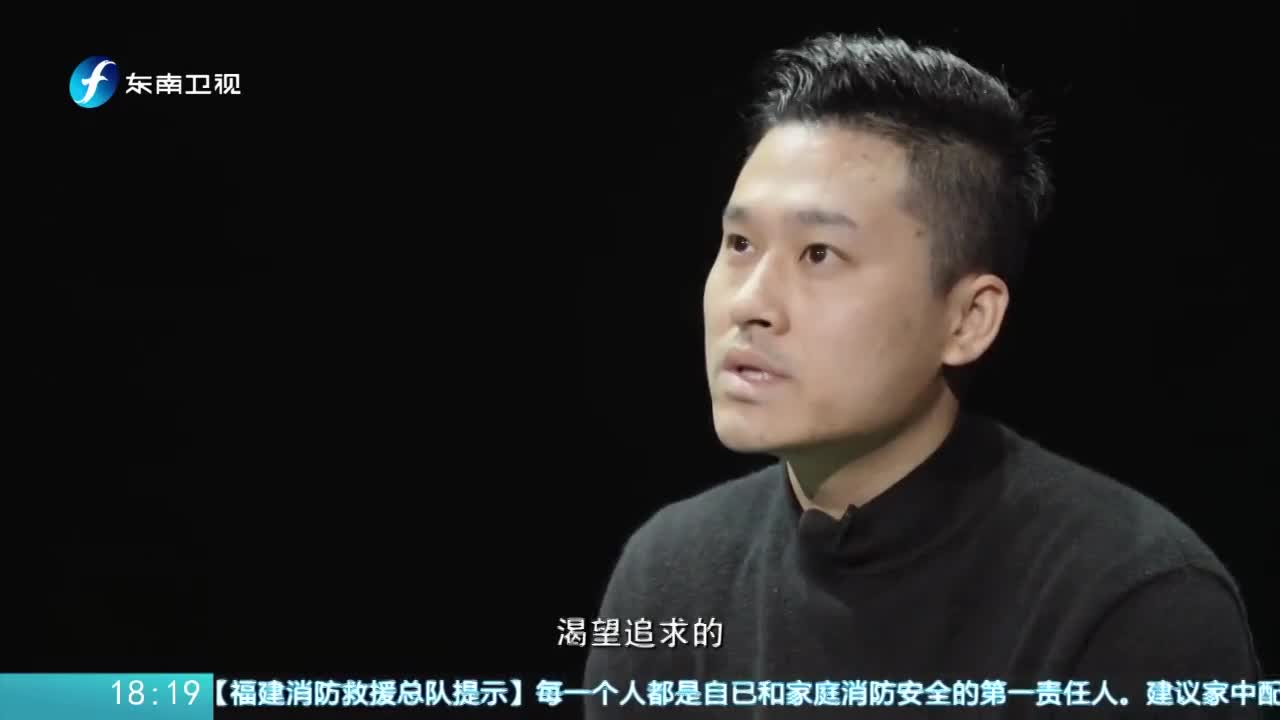 东南卫视
渴望追求的
18:19 【福建消防救援总队提示】每一个人都是自己和家庭消防安全的第一责任人。建议家中配